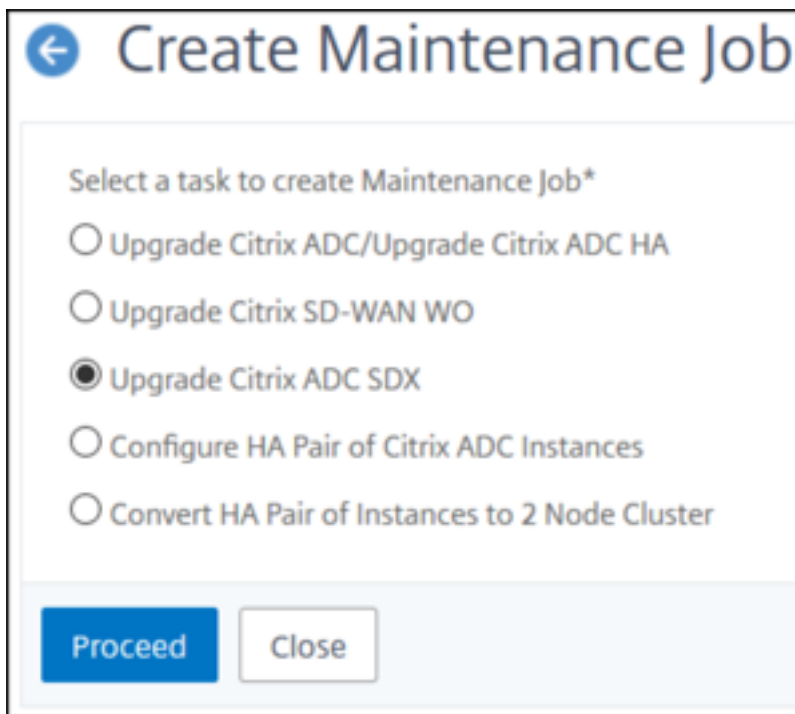 Create Maintenance Job
Select a task to create Maintenance Job*
Upgrade Citrix ADC/Upgrade Citrix ADC HA
Upgrade Citrix SD-WAN WO
Upgrade Citrix ADC SDX
Configure HA Pair of Citrix ADC Instances
Convert HA Pair of Instances to 2 Node Cluster
Proceed Close